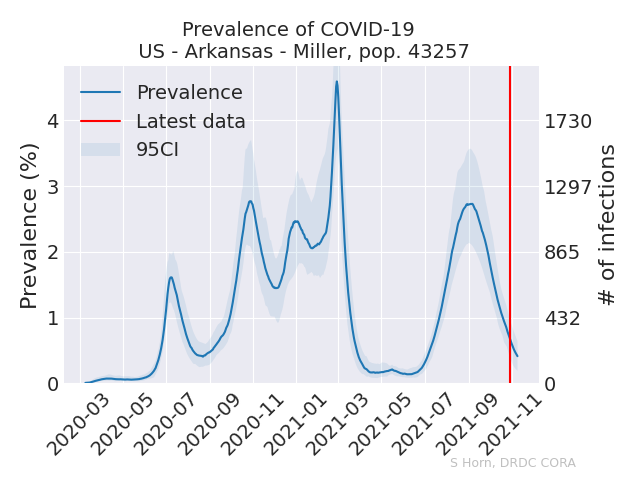 Prevalence of COVID-19
US - Arkansas - Miller, pop. 43257
Prevalence
Latest data
95CI
Prevalence (%)
4
3
2
1
0
1730
1297
865
432
0
# of infections
2020-03
2020-05
2020-07
2020-09
2020-11
2021-01
2021-03
2021-05
2021-07
2021-09
2021-11
S Horn, DRDC CORA